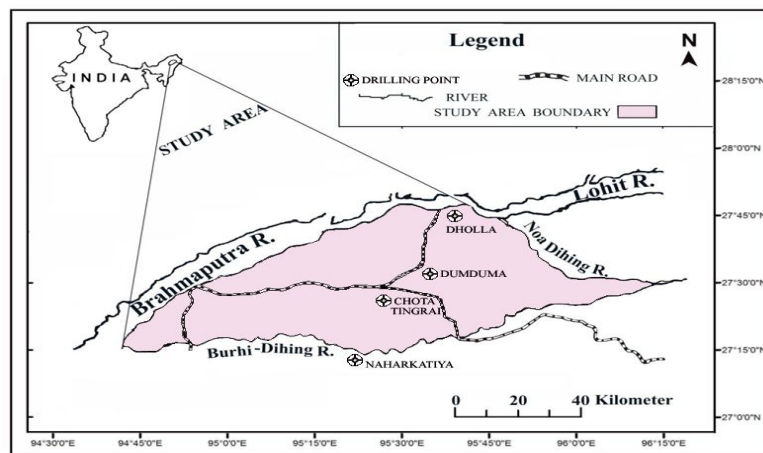 Legend
N
INDIA
DRILLING POINT
MAIN ROAD
RIVER
STUDY AREA BOUNDARY
STUDY AREA
28°15'0"N
28°0'0"N
27°45'0"N
27°30'0"N
27°15'0"N
27°0'0"N
Lohit R.
Brahmaputra R.
Noa Dihing R.
DHOLLA
DUMDUMA
CHOTA
TINGRAI
Burhi-Dihing R.
NAHARKATIYA
0 20 40 Kilometer
94°30'0"E 94°45'0"E 95°0'0"E 95°15'0"E 95°30'0"E 95°45'0"E 96°0'0"E 96°15'0"E